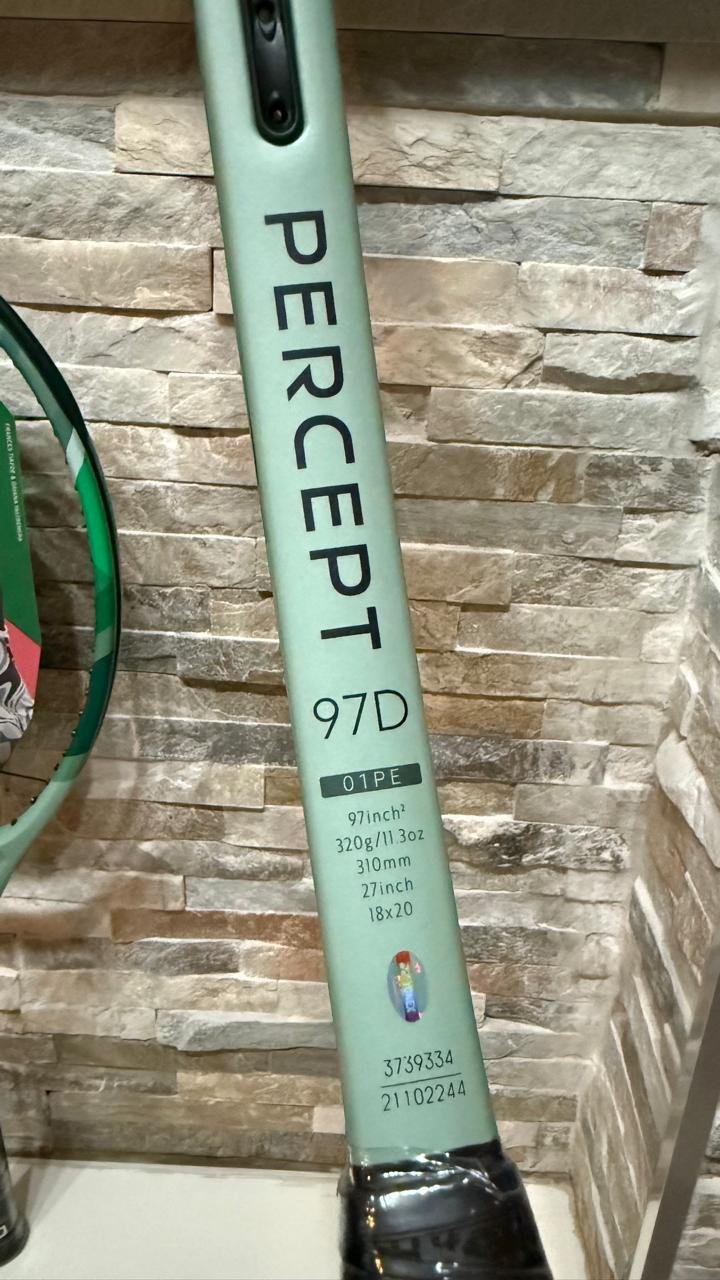 PERCEPT
97D
01PE
97inch²
320g/11.3oz
310mm
27inch
18x20
3739334
21102244